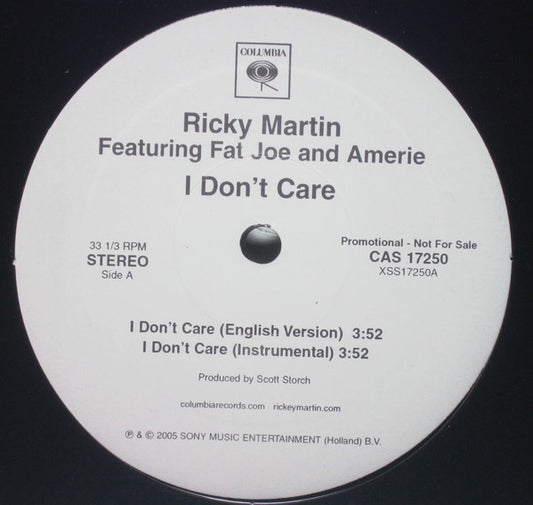 COLUMBIA
Ricky Martin
Featuring Fat Joe and Amerie
I Don't Care
33 1/3 RPM
STEREO
Side A
Promotional - Not For Sale
CAS 17250
XSS17250A
I Don't Care (English Version) 3:52
I Don't Care (Instrumental) 3:52
Produced by Scott Storch
columbiarecords.com rickeymartin.com
℗ & © 2005 SONY MUSIC ENTERTAINMENT (Holland) B.V.